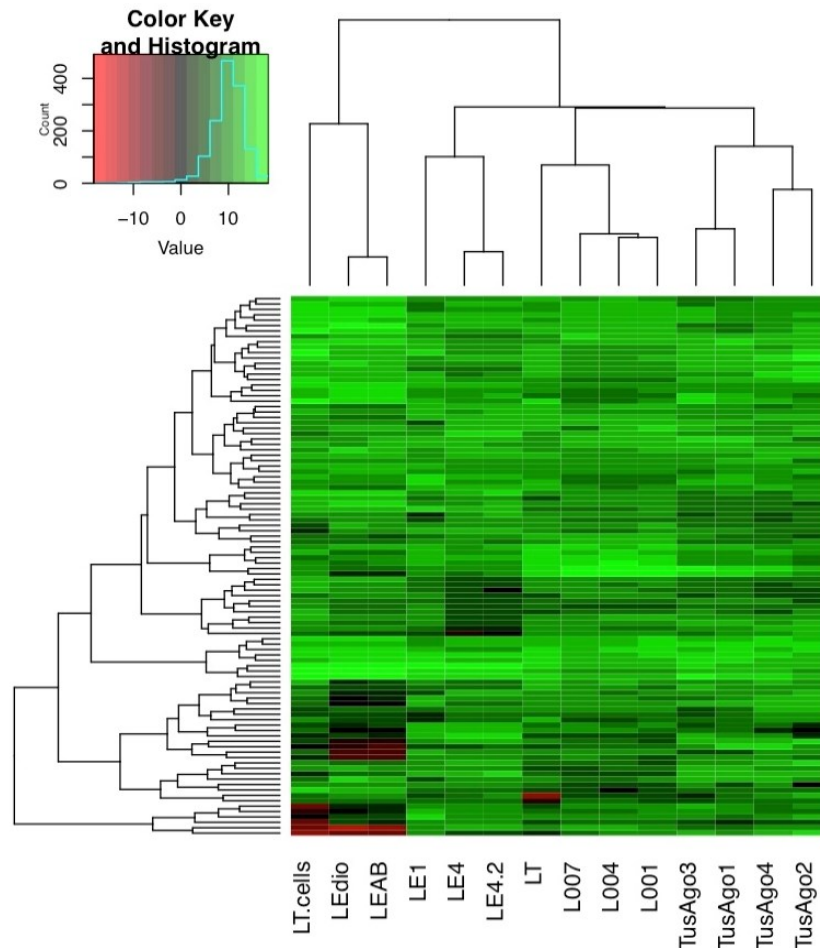 Color Key
and Histogram
Count
0 200 400
−10 0 10
Value
LT.cells LEdio LEAB LE1 LE4 LE4.2 LT L007 L004 L001 TusAgo3 TusAgo1 TusAgo4 TusAgo2